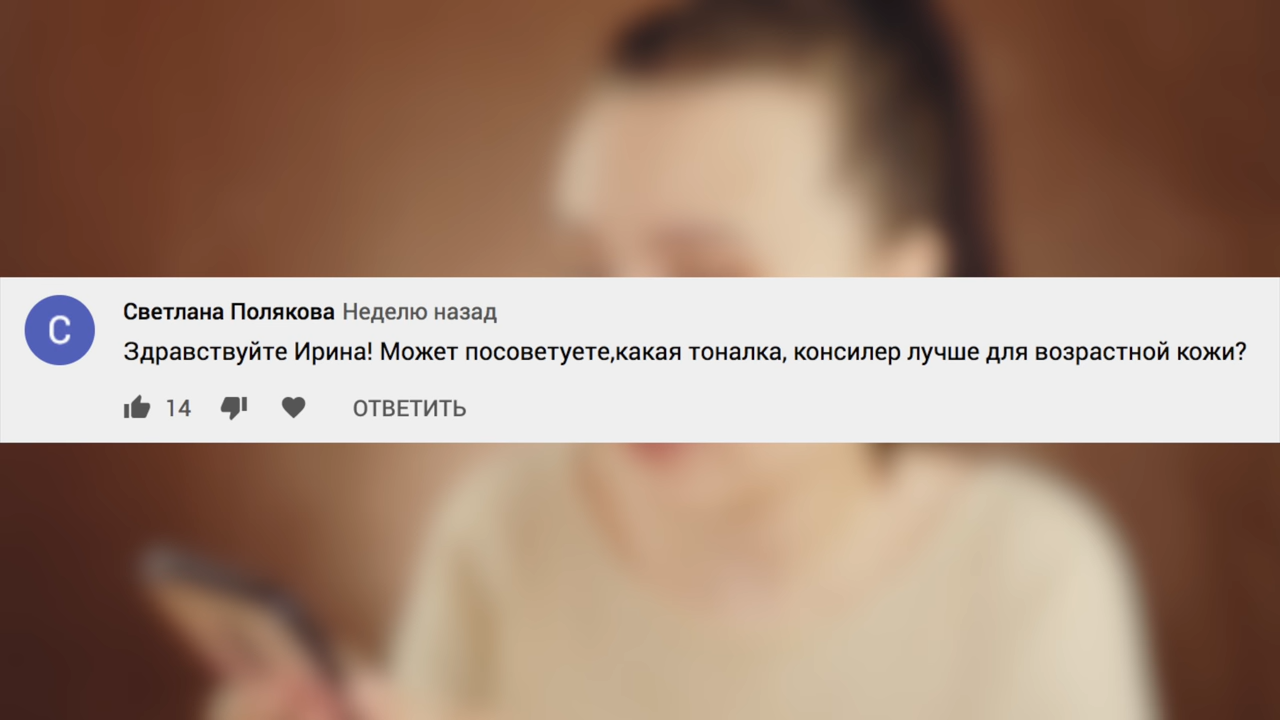 С
Светлана Полякова Неделю назад
Здравствуйте Ирина! Может посоветуете,какая тоналка, консилер лучше для возрастной кожи?
14 ОТВЕТИТЬ